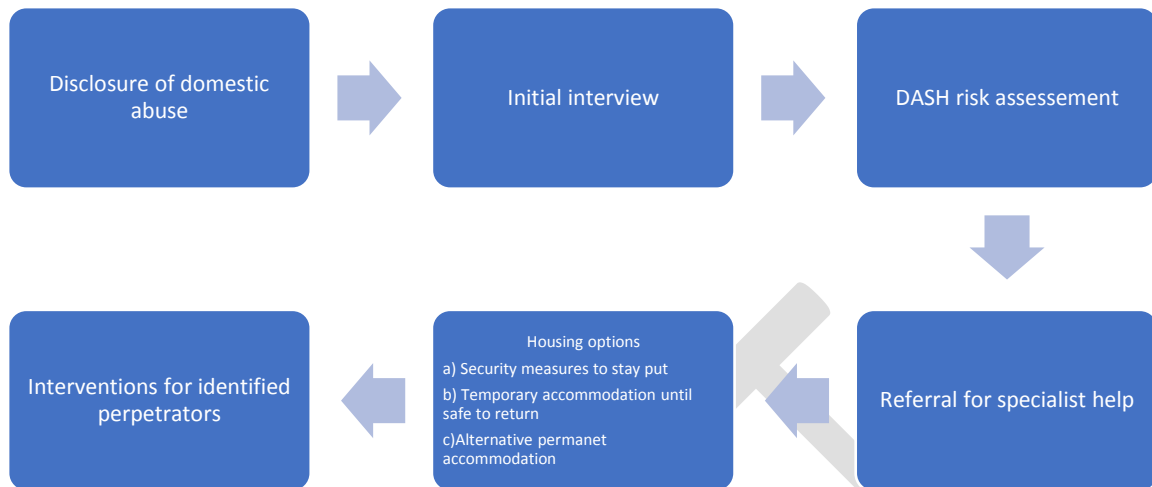 Disclosure of domestic
abuse
Initial interview
DASH risk assessement
Referral for specialist help
Housing options
a) Security measures to stay put
b) Temporary accommodation until
safe to return
c)Alternative permanet
accommodation
Interventions for identified
perpetrators